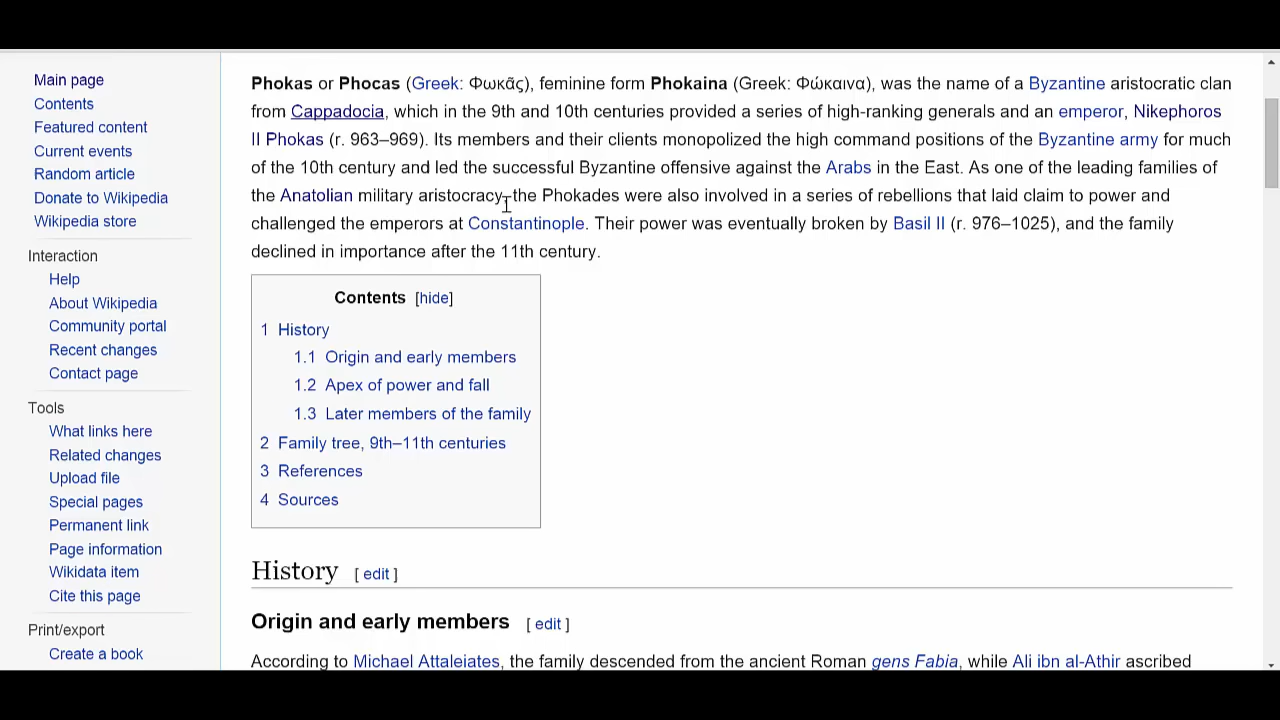 Main page
Contents
Featured content
Current events
Random article
Donate to Wikipedia
Wikipedia store
Interaction
Help
About Wikipedia
Community portal
Recent changes
Contact page
Tools
What links here
Related changes
Upload file
Special pages
Permanent link
Page information
Wikidata item
Cite this page
Print/export
Create a book
Phokas or Phocas (Greek: Φωκᾶς), feminine form Phokaina (Greek: Φώκαινα), was the name of a Byzantine aristocratic clan
from Cappadocia, which in the 9th and 10th centuries provided a series of high-ranking generals and an emperor, Nikephoros
II Phokas (r. 963–969). Its members and their clients monopolized the high command positions of the Byzantine army for much
of the 10th century and led the successful Byzantine offensive against the Arabs in the East. As one of the leading families of
the Anatolian military aristocracy, the Phokades were also involved in a series of rebellions that laid claim to power and
challenged the emperors at Constantinople. Their power was eventually broken by Basil II (r. 976–1025), and the family
declined in importance after the 11th century.
Contents [hide]
1 History
1.1 Origin and early members
1.2 Apex of power and fall
1.3 Later members of the family
2 Family tree, 9th–11th centuries
3 References
4 Sources
History [ edit ]
Origin and early members [ edit ]
According to Michael Attaleiates, the family descended from the ancient Roman gens Fabia, while Ali ibn al-Athir ascribed